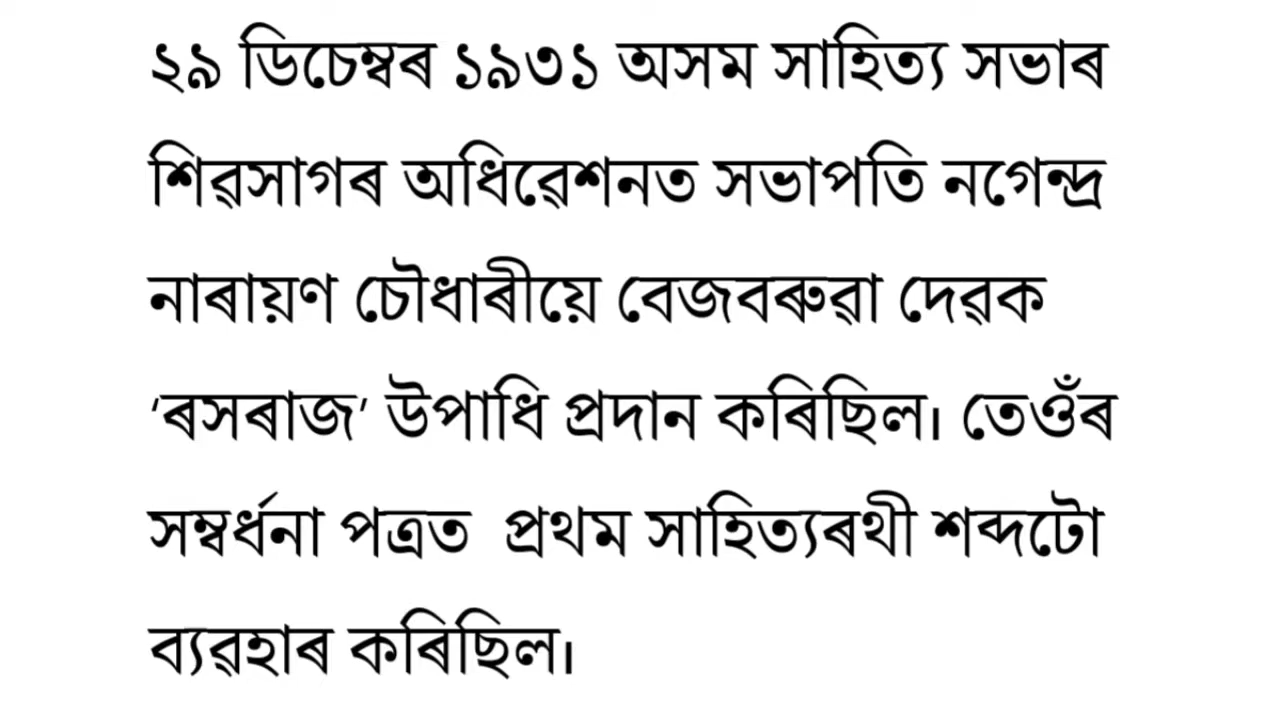 ২৯ ডিচেম্বৰ ১৯৩১ অসম সাহিত্য সভাৰ
শিৱসাগৰ অধিৱেশনত সভাপতি নগেন্দ্ৰ
নাৰায়ণ চৌধাৰীয়ে বেজবৰুৱা দেৱক
‘ৰসৰাজ’ উপাধি প্ৰদান কৰিছিল। তেওঁৰ
সম্বৰ্ধনা পত্ৰত প্ৰথম সাহিত্যৰথী শব্দটো
ব্যৱহাৰ কৰিছিল।